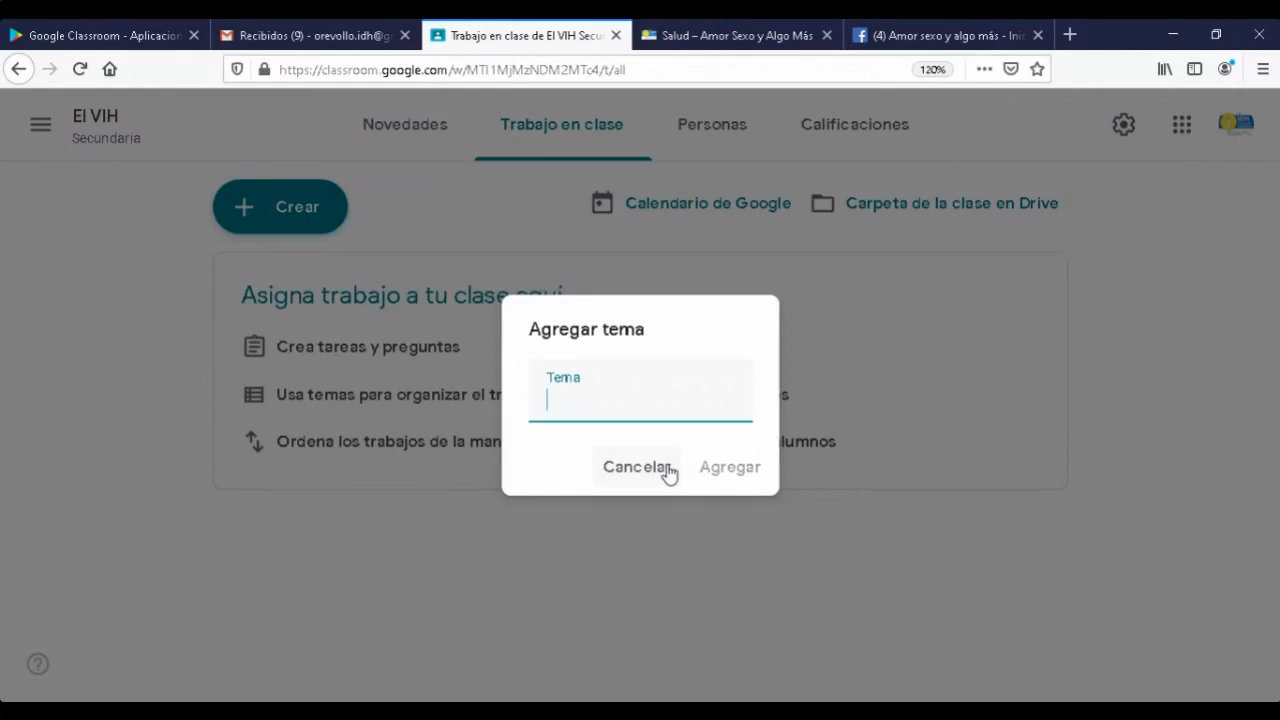 Google Classroom - Aplicacion
Recibidos (9) - orevollo.idh@g
Trabajo en clase de El VIH Secu
Salud – Amor Sexo y Algo Más
(4) Amor sexo y algo más - Ini
https://classroom.google.com/w/MTI1MjMzNDM2MTc4/t/all
120%
El VIH
Secundaria
Novedades
Trabajo en clase
Personas
Calificaciones
Crear
Calendario de Google
Carpeta de la clase en Drive
Asigna trabajo a tu clase aquí
Crea tareas y preguntas
Usa temas para organizar el tr
s
Ordena los trabajos de la man
alumnos
Agregar tema
Tema
Cancelar
Agregar